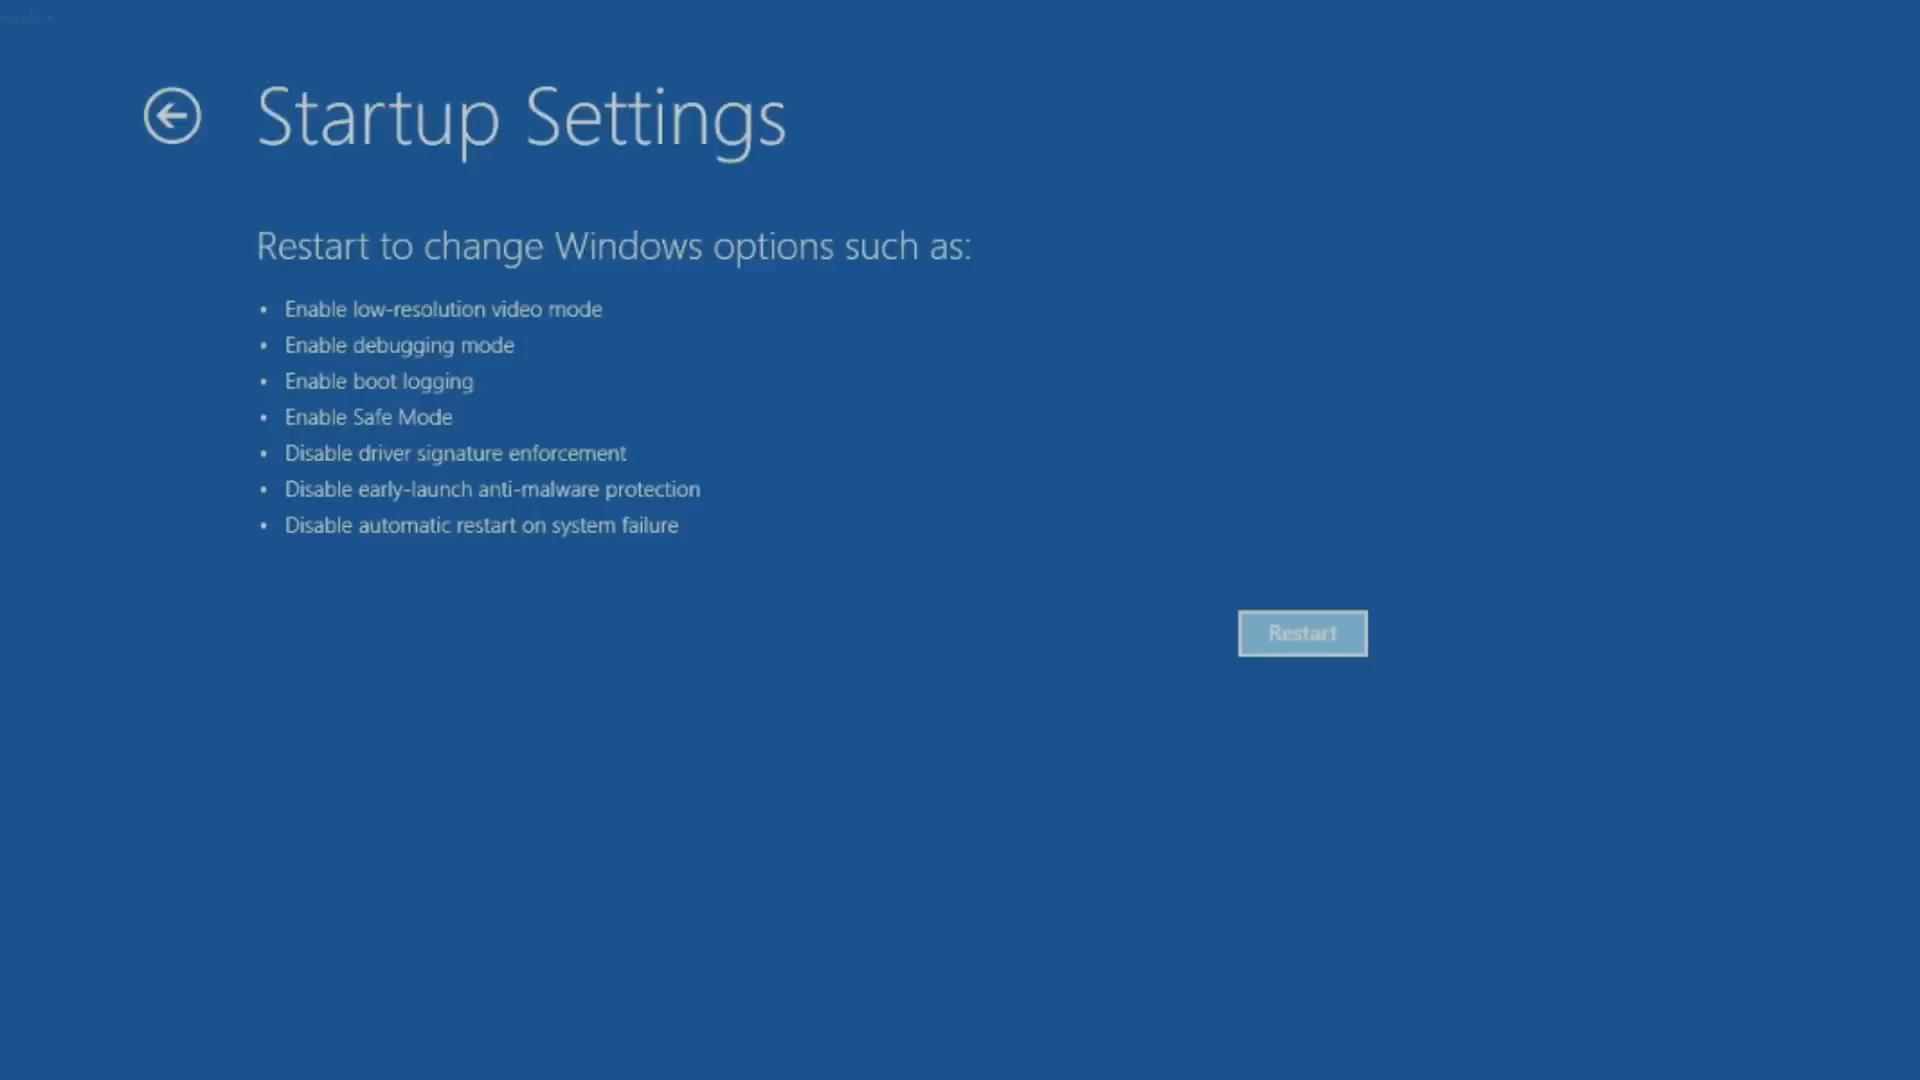 Startup Settings
Restart to change Windows options such as:
• Enable low-resolution video mode
• Enable debugging mode
• Enable boot logging
• Enable Safe Mode
• Disable driver signature enforcement
• Disable early-launch anti-malware protection
• Disable automatic restart on system failure
Restart